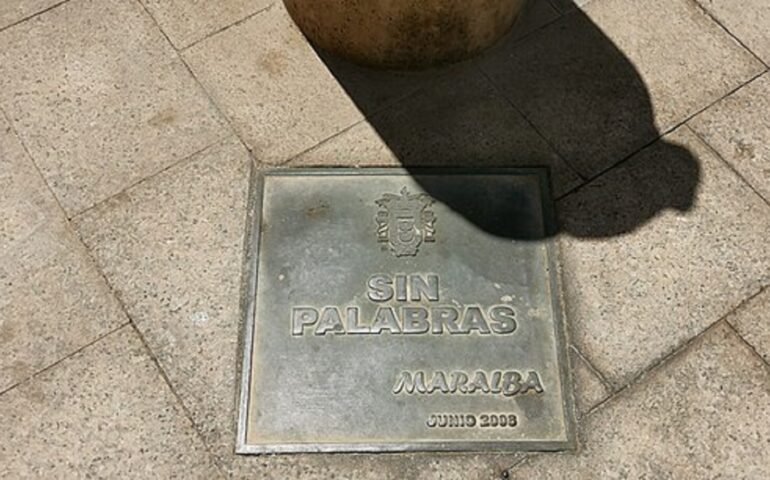 SIN
PALABRAS
MARALBA
JUNIO 2008